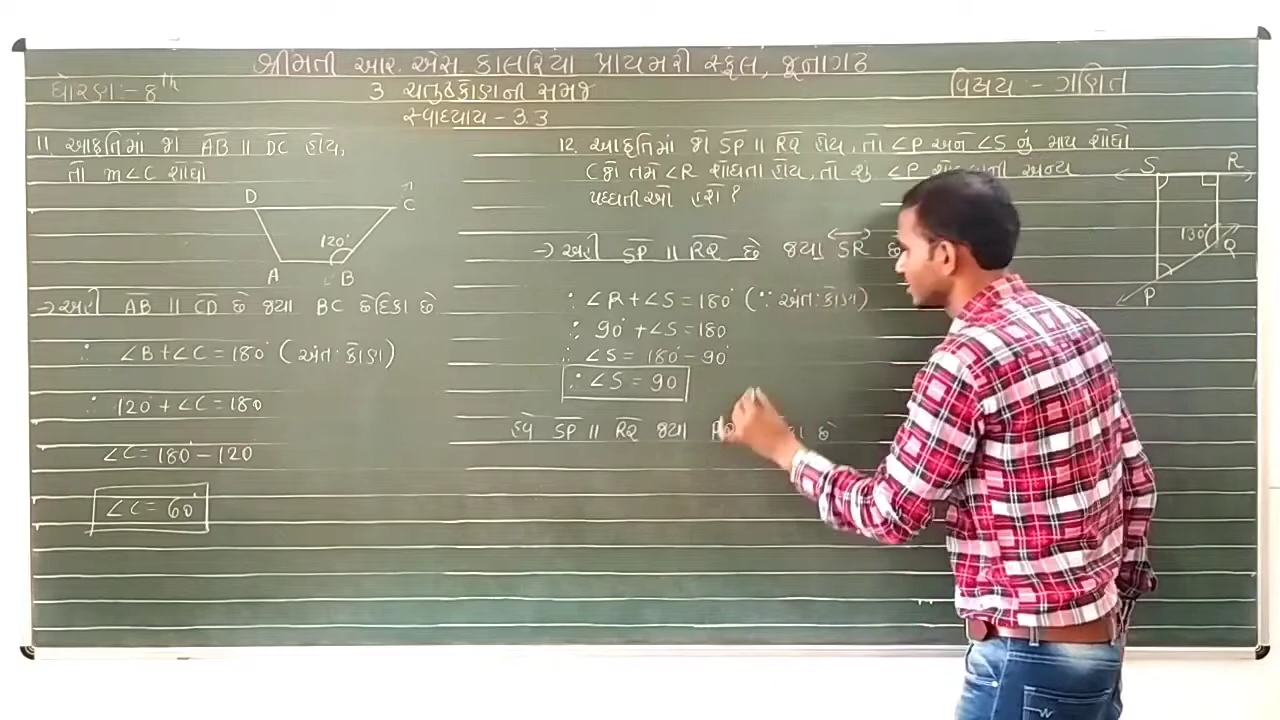 શ્રીમતી આર. એસ. કાલરિયા પ્રાયમરી સ્કૂલ, જૂનાગઢ
ધોરણ:- 8th
3 ચતુષ્કોણની સમજ
વિષય :- ગણિત
સ્વાધ્યાય - 3.3
11. આકૃતિમાં જો AB || DC હોય,
તો m∠C શોધો
D
C
120°
A
B
→ અહીં AB || CD છે જ્યાં BC છેદિકા છે
∴ ∠B + ∠C = 180° (અંત: કોણ)
∴ 120° + ∠C = 180
∠C = 180° - 120
∠C = 60°
12. આકૃતિમાં જો SP || RQ હોય, તો ∠P અને ∠S નું માપ શોધો
(જો તમે ∠R શોધતા હોય, તો શું ∠P અન્ય
પધ્ધતીઓ હશે ?
S
R
130°
Q
P
→ અહીં SP || RQ છે જ્યાં SR છે
∴ ∠R + ∠S = 180° (∵ અંત: કોણ)
∴ 90° + ∠S = 180
∴ ∠S = 180° - 90°
∴ ∠S = 90
હવે SP || RQ જ્યાં છે